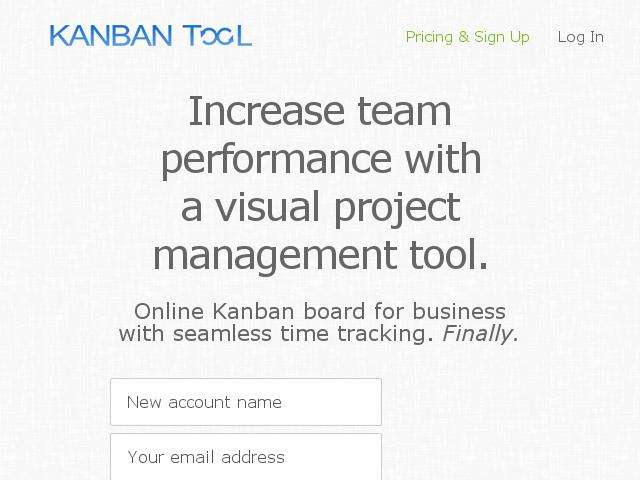 KANBAN TOOL
Pricing & Sign Up
Log In
Increase team
performance with
a visual project
management tool.
Online Kanban board for business
with seamless time tracking. Finally.
New account name
Your email address